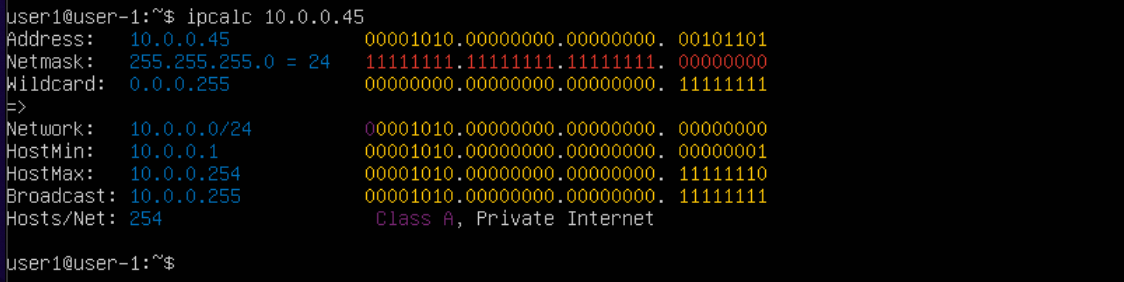 user1@user-1:~$ ipcalc 10.0.0.45
Address:   10.0.0.45            00001010.00000000.00000000. 00101101
Netmask:   255.255.255.0 = 24   11111111.11111111.11111111. 00000000
Wildcard:  0.0.0.255            00000000.00000000.00000000. 11111111
=>
Network:   10.0.0.0/24          00001010.00000000.00000000. 00000000
HostMin:   10.0.0.1             00001010.00000000.00000000. 00000001
HostMax:   10.0.0.254           00001010.00000000.00000000. 11111110
Broadcast: 10.0.0.255           00001010.00000000.00000000. 11111111
Hosts/Net: 254                   Class A, Private Internet
user1@user-1:~$